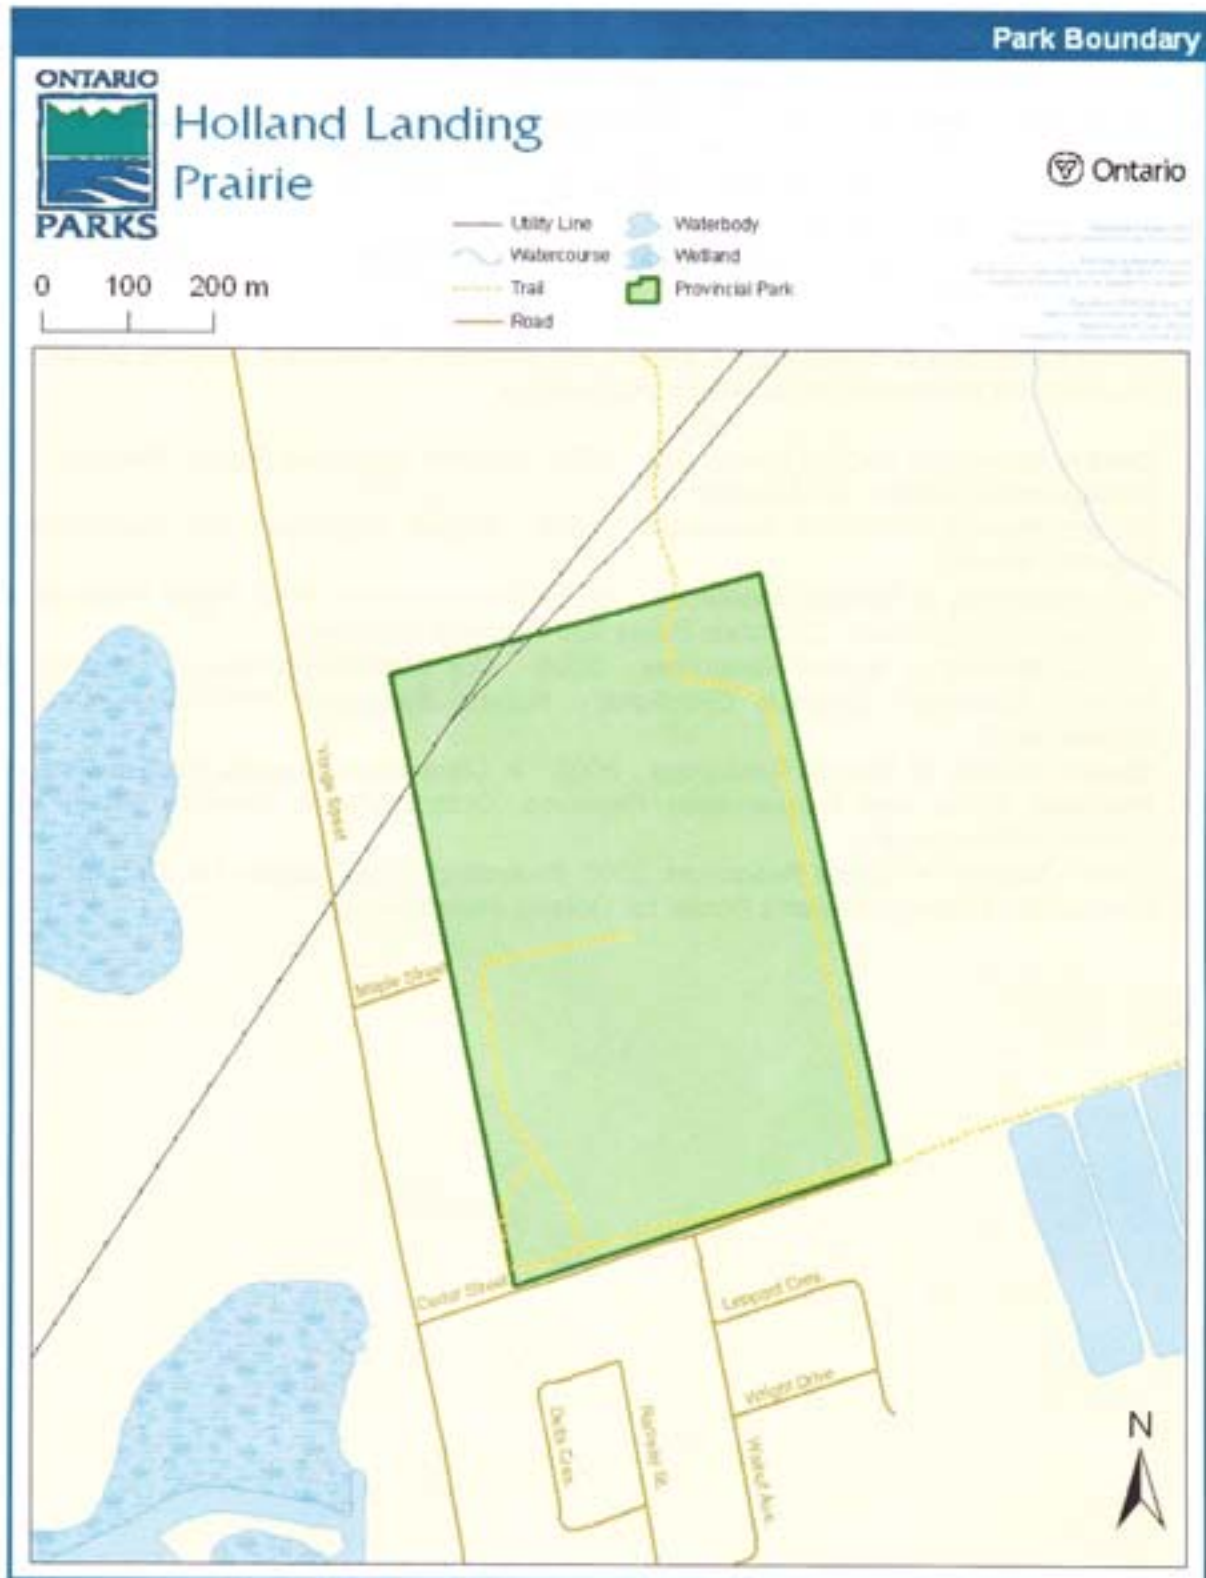 Park Boundary
ONTARIO
PARKS
Holland Landing
Prairie
Ontario
Utility Line
Watercourse
Trail
Road
Waterbody
Wetland
Provincial Park
0 100 200 m
Yonge Street
Maple Street
Cedar Street
Leppard Cres.
Wright Drive
Walnut Ave.
Delta Cres.
N